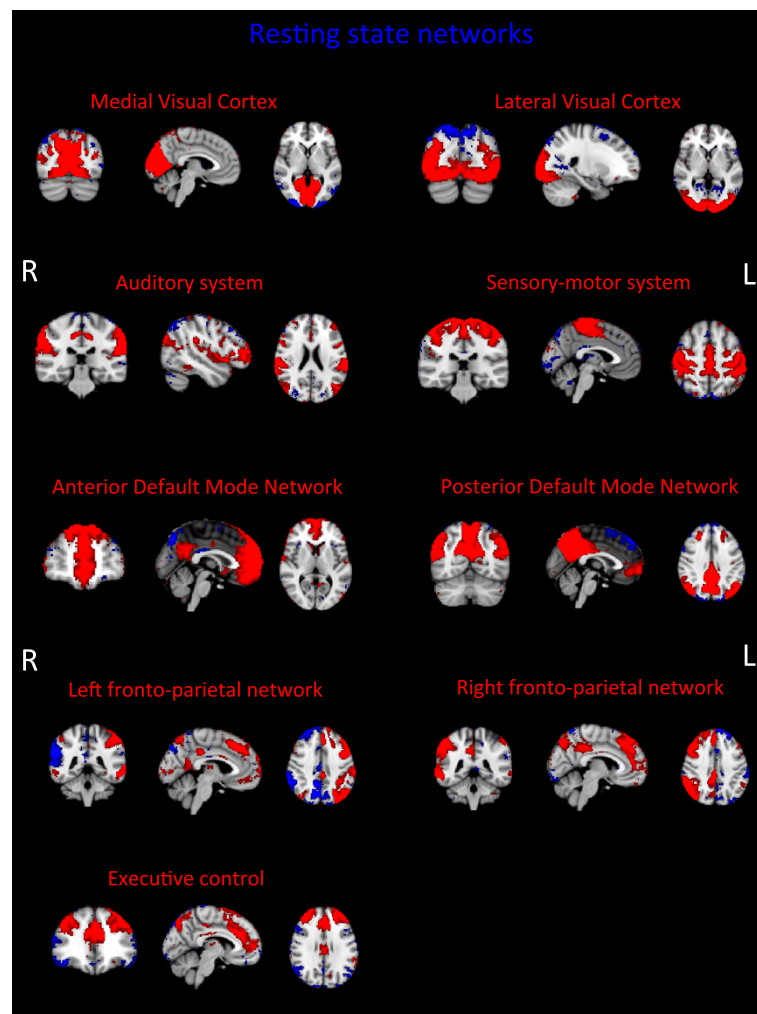 Resting state networks
Medial Visual Cortex
Lateral Visual Cortex
R
L
Auditory system
Sensory-motor system
Anterior Default Mode Network
Posterior Default Mode Network
R
L
Left fronto-parietal network
Right fronto-parietal network
Executive control